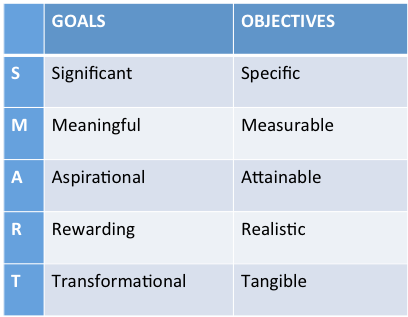 GOALS OBJECTIVES
S Significant Specific
M Meaningful Measurable
A Aspirational Attainable
R Rewarding Realistic
T Transformational Tangible